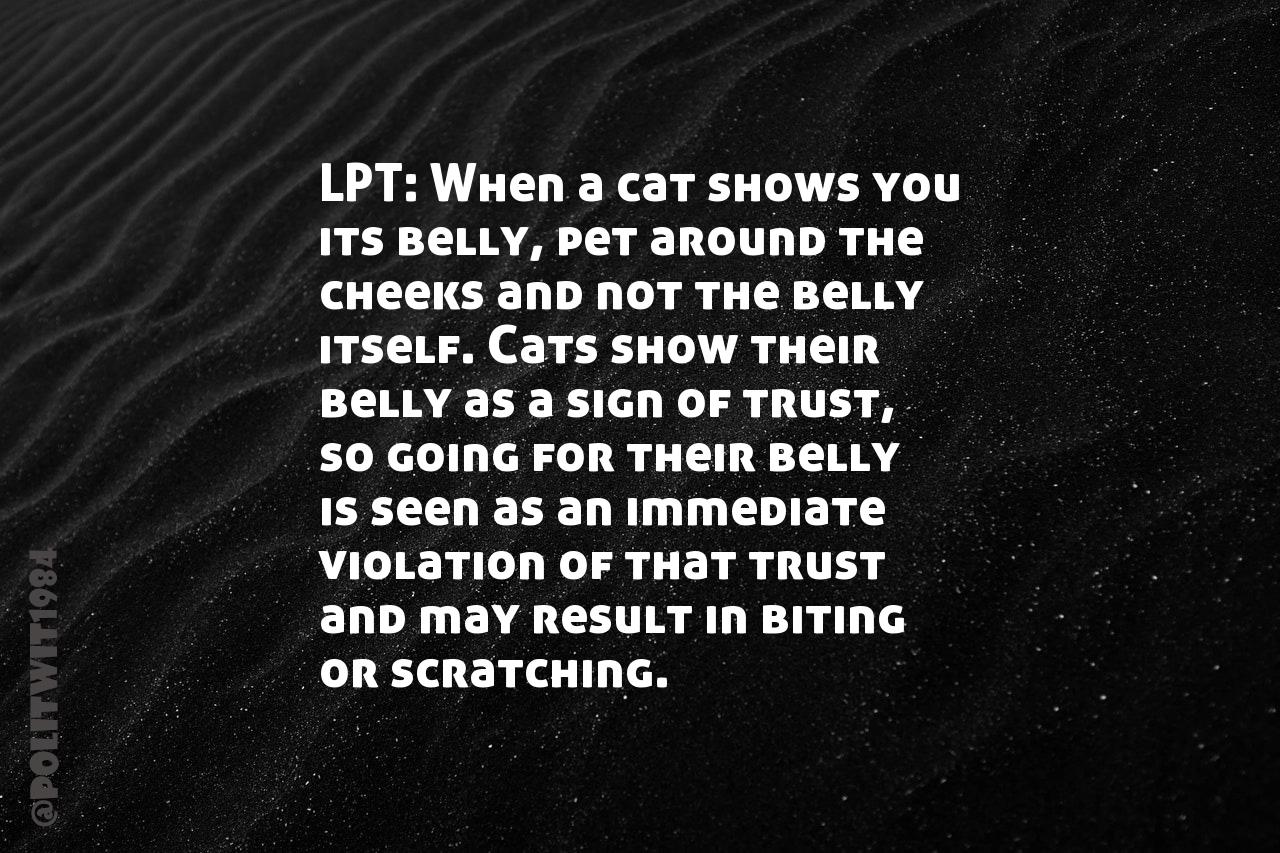 LPT: When a cat shows you
its belly, pet around the
cheeks and not the belly
itself. Cats show their
belly as a sign of trust,
so going for their belly
is seen as an immediate
violation of that trust
and may result in biting
or scratching.
@POLITWIT1984